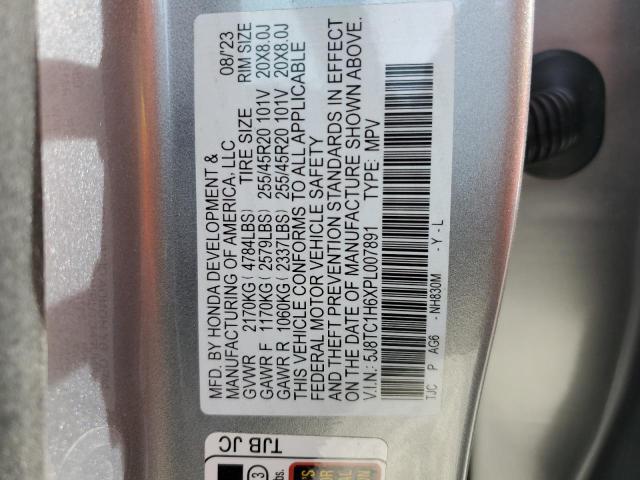 MFD. BY HONDA DEVELOPMENT & 08/'23
MANUFACTURING OF AMERICA, LLC
GVWR 2170KG( 4784LBS) TIRE SIZE RIM SIZE
GAWR F 1170KG( 2579LBS) 255/45R20 101V 20X8.0J
GAWR R 1060KG( 2337LBS) 255/45R20 101V 20X8.0J
THIS VEHICLE CONFORMS TO ALL APPLICABLE
FEDERAL MOTOR VEHICLE SAFETY
AND THEFT PREVENTION STANDARDS IN EFFECT
ON THE DATE OF MANUFACTURE SHOWN ABOVE.
V.I.N.: 5J8TC1H6XPL007891 TYPE: MPV
TJC P AG6 - NH830M - Y - L
TJB JC